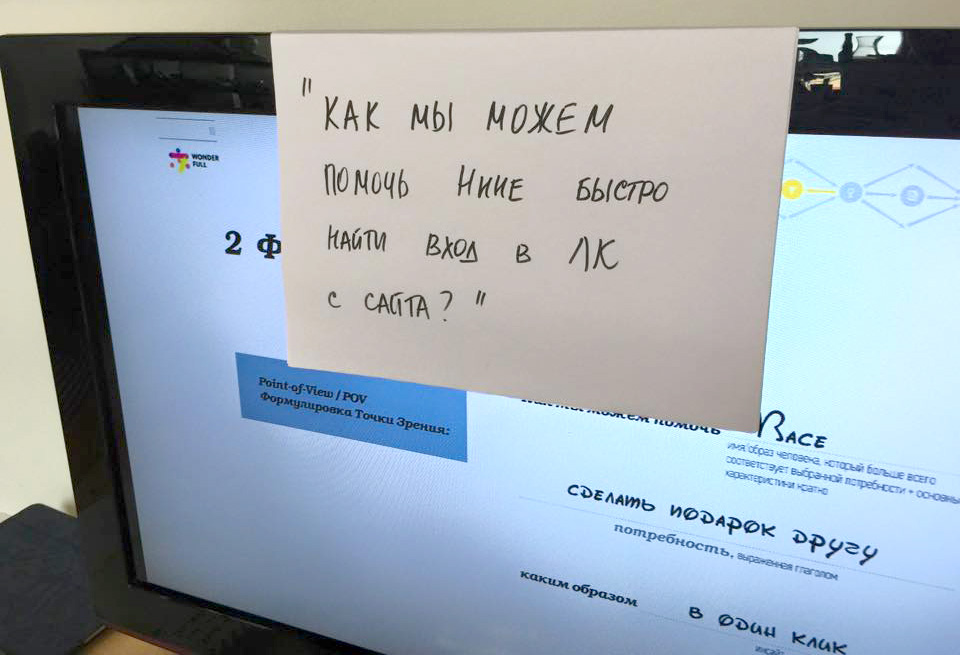 "КАК МЫ МОЖЕМ
ПОМОЧЬ НИНЕ БЫСТРО
НАЙТИ ВХОД В ЛК
С САЙТА?"
WONDER
FULL
2 Ф
Point-of-View / POV
Формулировка Точки Зрения:
можем помочь ВАСЕ
имя/образ человека, который больше всего
соответствует выбранной потребности + основные
характеристики кратко
СДЕЛАТЬ ПОДАРОК ДРУГУ
потребность, выраженная глаголом
каким образом В ОДИН КЛИК